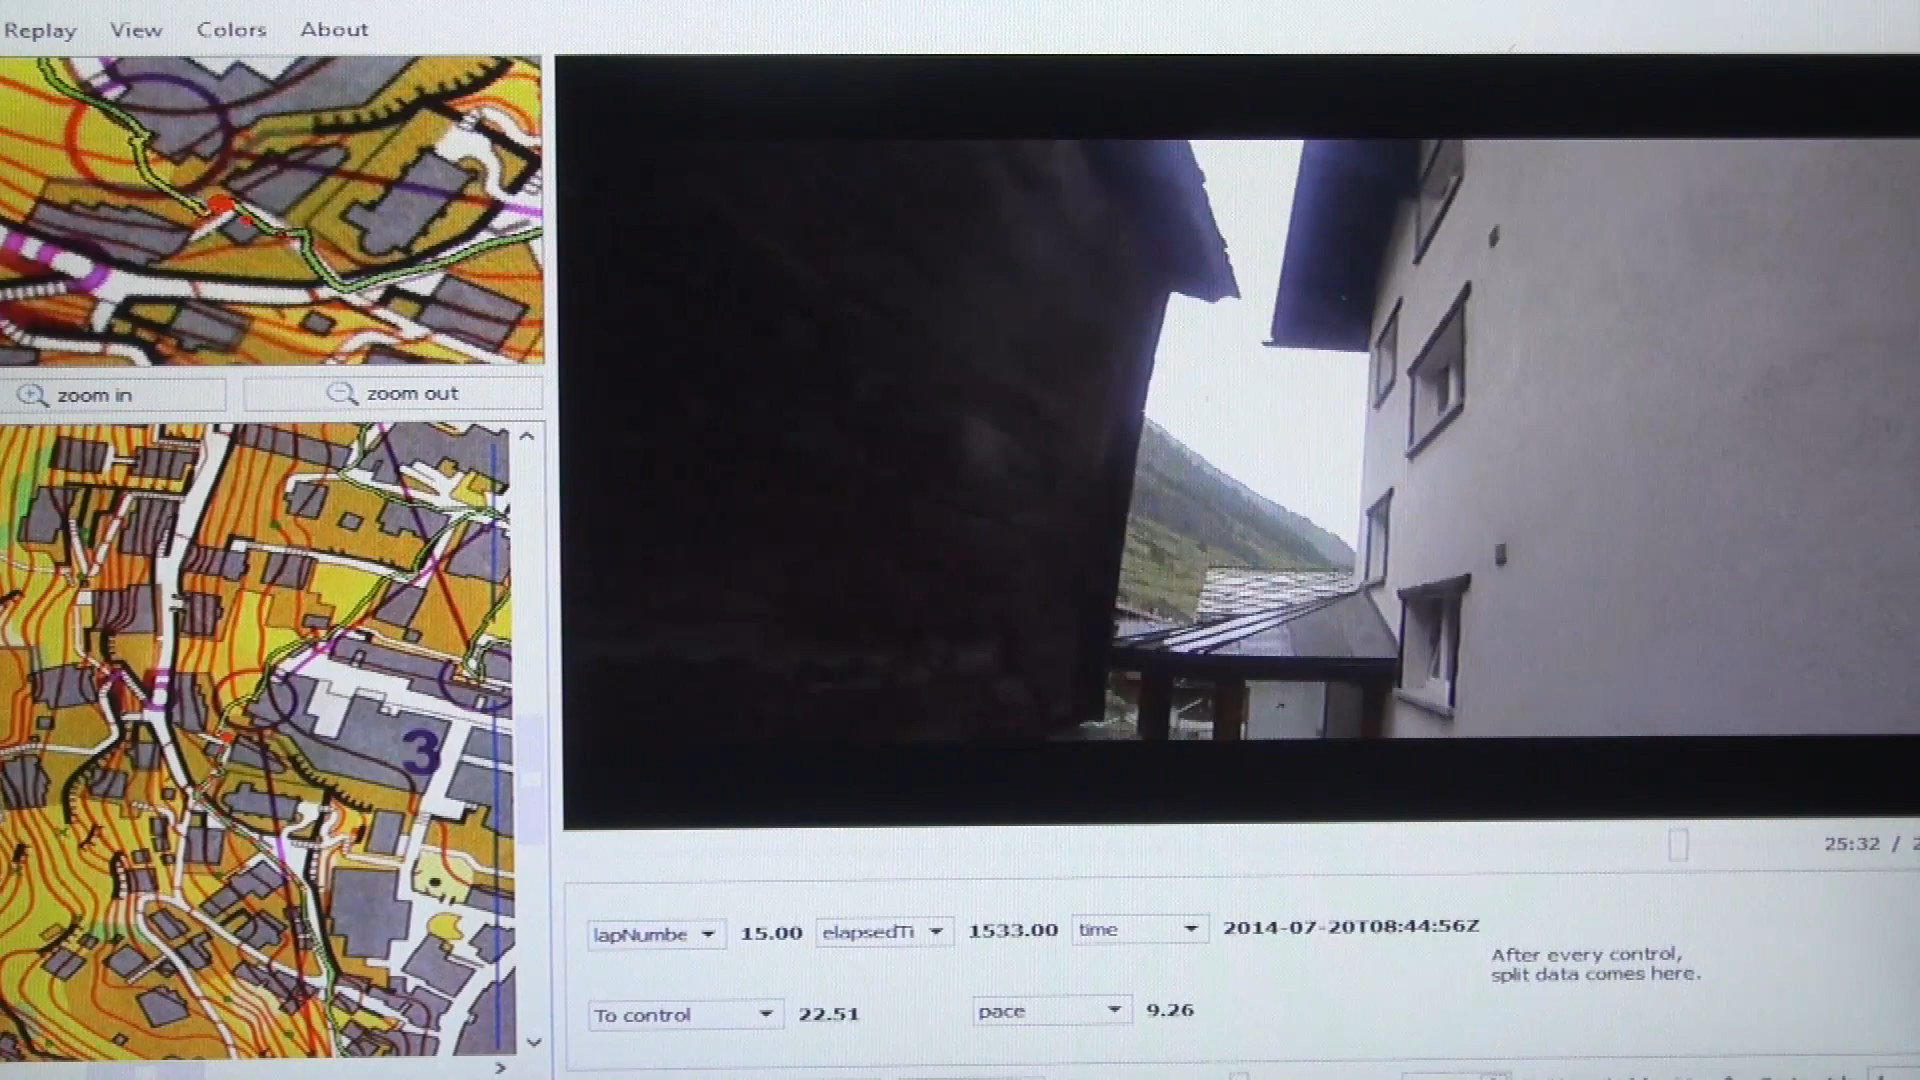 Replay View Colors About
zoom in zoom out
3
25:32 /
lapNumbe 15.00 elapsedTi 1533.00 time 2014-07-20T08:44:56Z
After every control,
split data comes here.
To control 22.51 pace 9.26